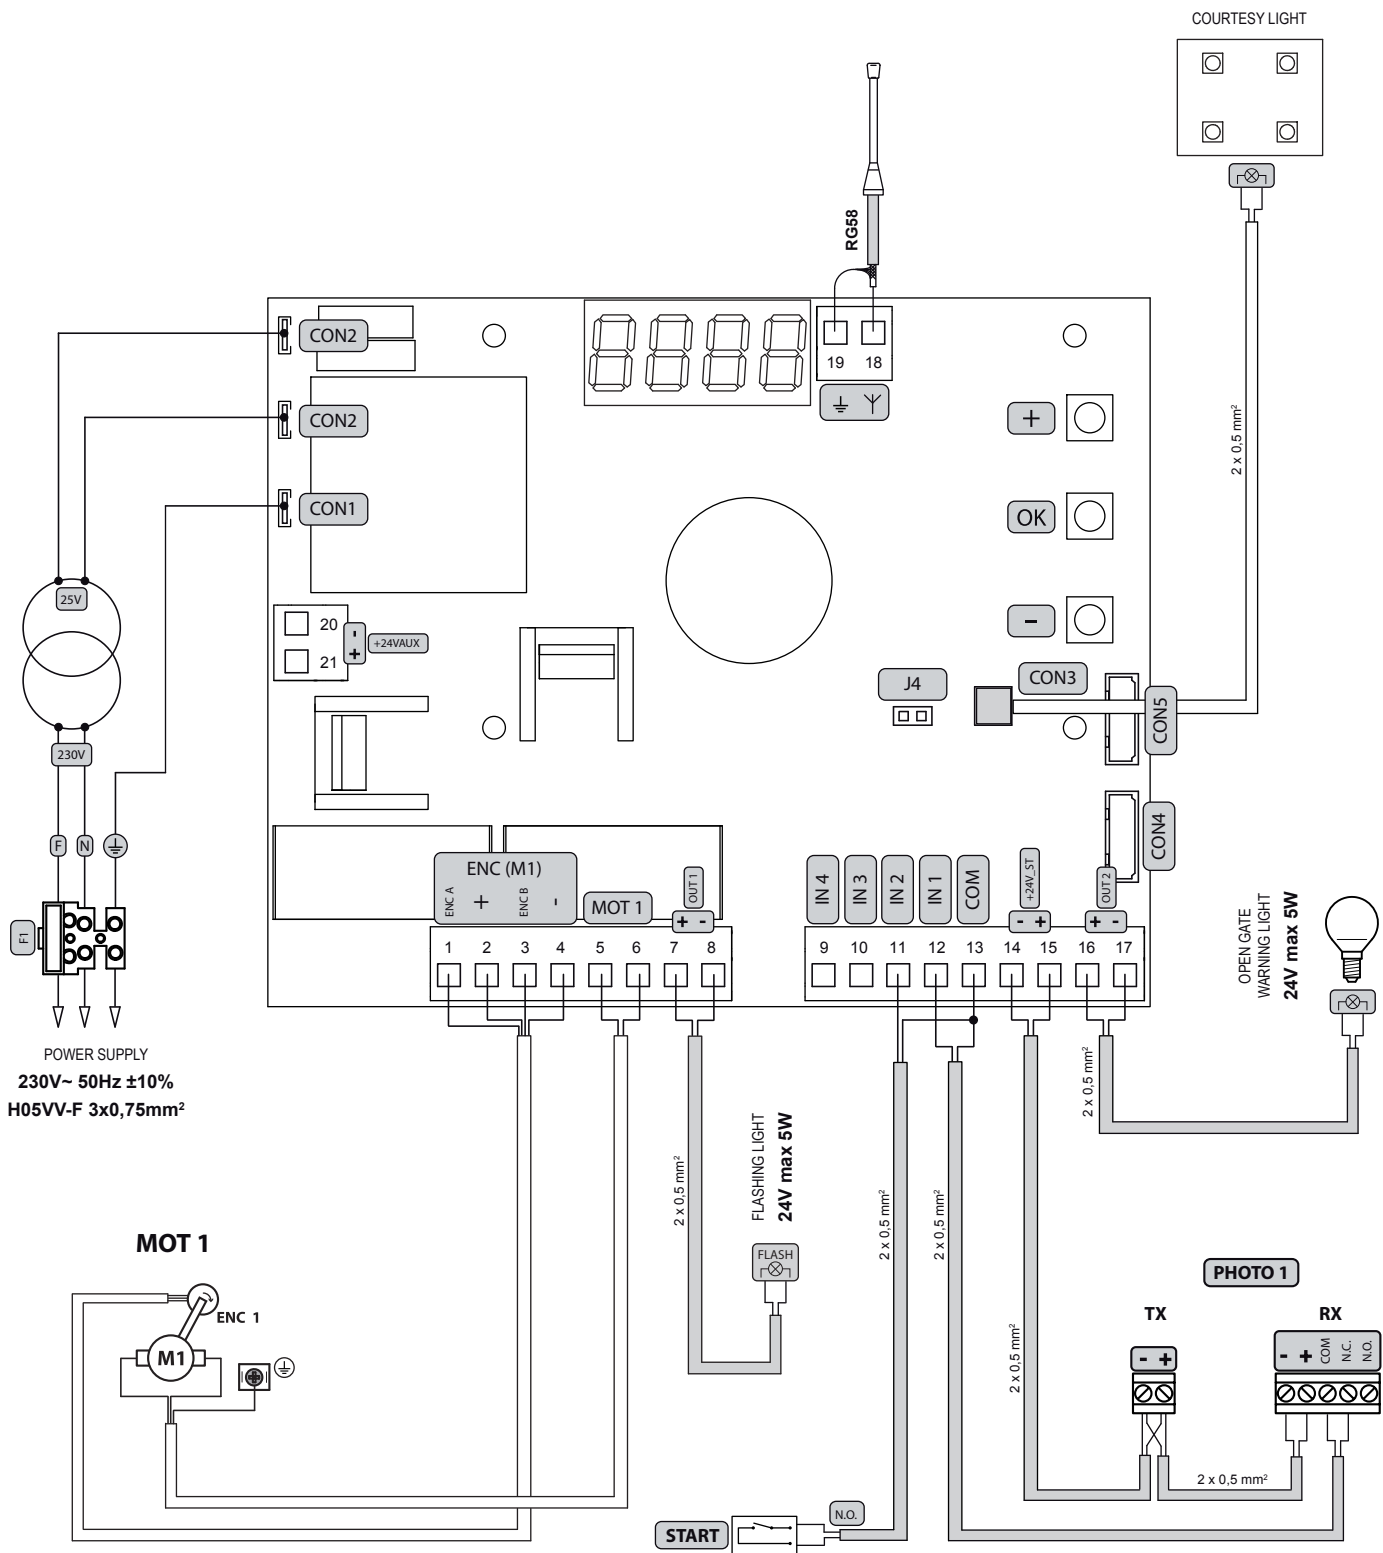 COURTESY LIGHT
RG58
2 x 0,5 mm²
CON2
19 18
CON2
+
CON1
OK
25V
-
20
21
-
+
+24VAUX
J4
CON3
CON5
230V
CON4
F N
F1
ENC (M1)
ENC A + ENC B -
MOT 1
OUT 1
+ -
IN 4 IN 3 IN 2 IN 1 COM
+24V_ST
- +
OUT 2
+ -
1 2 3 4 5 6 7 8
9 10 11 12 13 14 15 16 17
OPEN GATE
WARNING LIGHT
24V max 5W
POWER SUPPLY
230V~ 50Hz ±10%
H05VV-F 3x0,75mm²
2 x 0,5 mm²
FLASHING LIGHT
24V max 5W
2 x 0,5 mm²
2 x 0,5 mm²
2 x 0,5 mm²
FLASH
MOT 1
ENC 1
M1
2 x 0,5 mm²
PHOTO 1
TX RX
- +
- + COM N.C. N.O.
2 x 0,5 mm²
N.O.
START